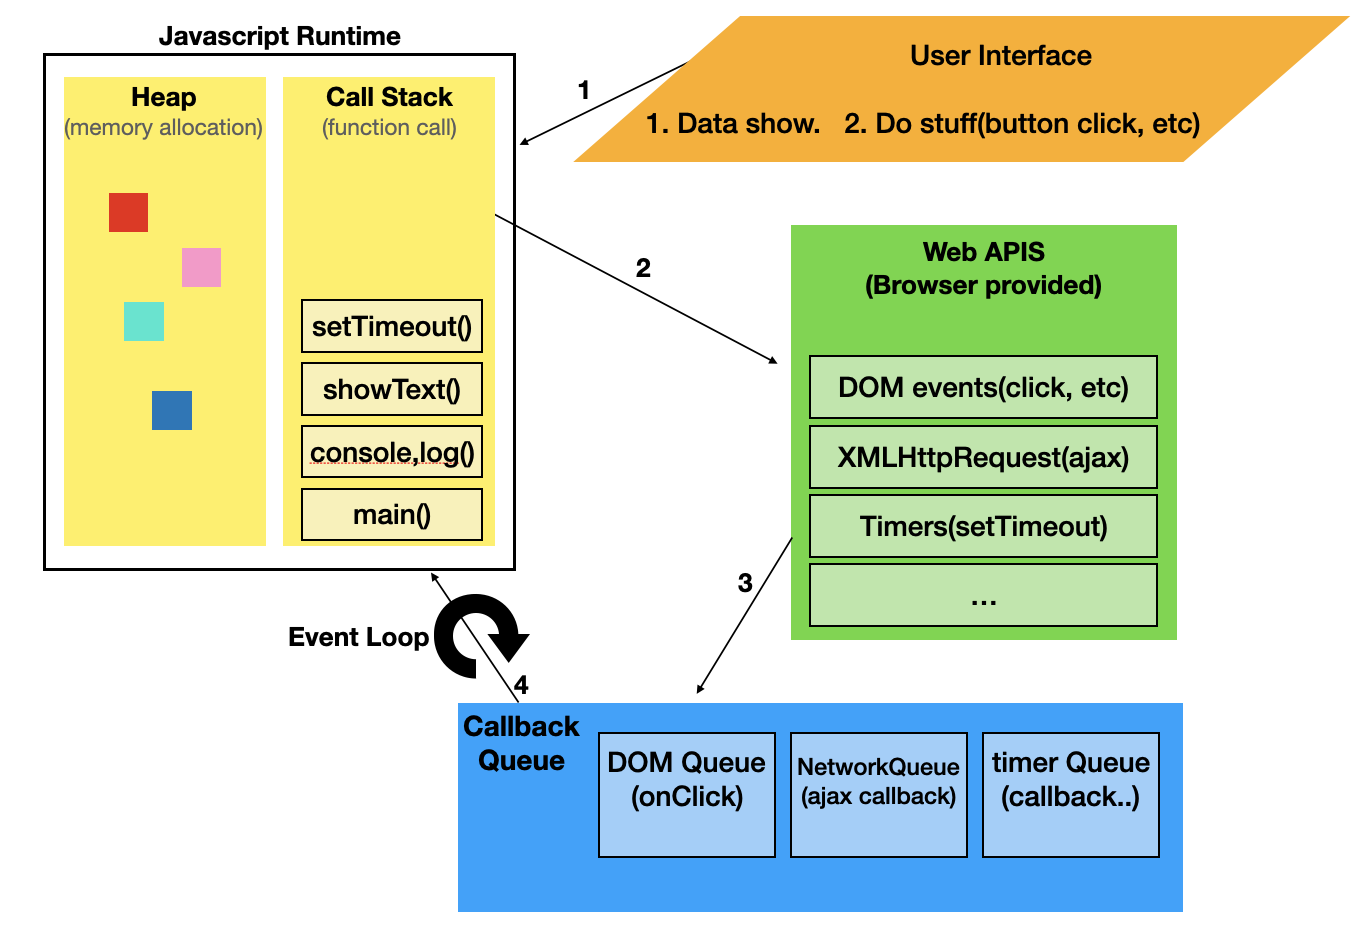 Javascript Runtime
Heap
(memory allocation)
Call Stack
(function call)
setTimeout()
showText()
console,log()
main()
1
User Interface
1. Data show.   2. Do stuff(button click, etc)
2
Web APIS
(Browser provided)
DOM events(click, etc)
XMLHttpRequest(ajax)
Timers(setTimeout)
...
3
Event Loop
4
Callback
Queue
DOM Queue
(onClick)
NetworkQueue
(ajax callback)
timer Queue
(callback..)